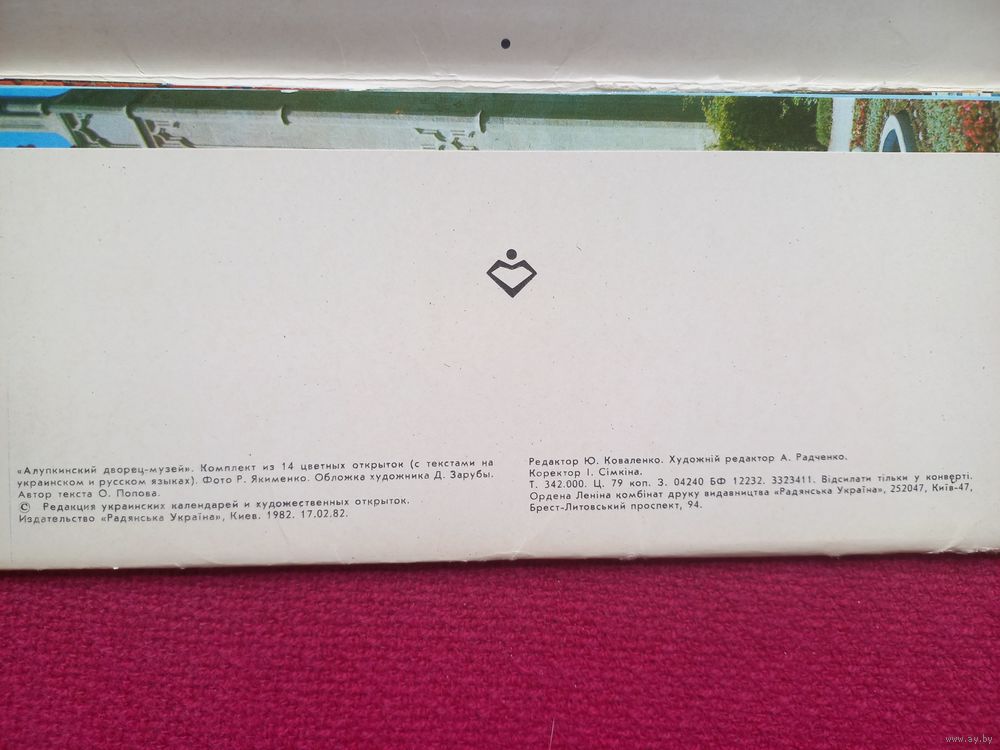 «Алупкинский дворец-музей». Комплект из 14 цветных открыток (с текстами на
украинском и русском языках). Фото Р. Якименко. Обложка художника Д. Зарубы.
Автор текста О. Попова.
© Редакция украинских календарей и художественных открыток.
Издательство «Радянська Україна», Киев. 1982. 17.02.82.
Редактор Ю. Коваленко. Художній редактор А. Радченко.
Коректор І. Сімкіна.
Т. 342.000. Ц. 79 коп. З. 04240 БФ 12232. 3323411. Відсилати тільки у конверті.
Ордена Леніна комбінат друку видавництва «Радянська Україна», 252047, Київ-47,
Брест-Литовський проспект, 94.
www.ay.by